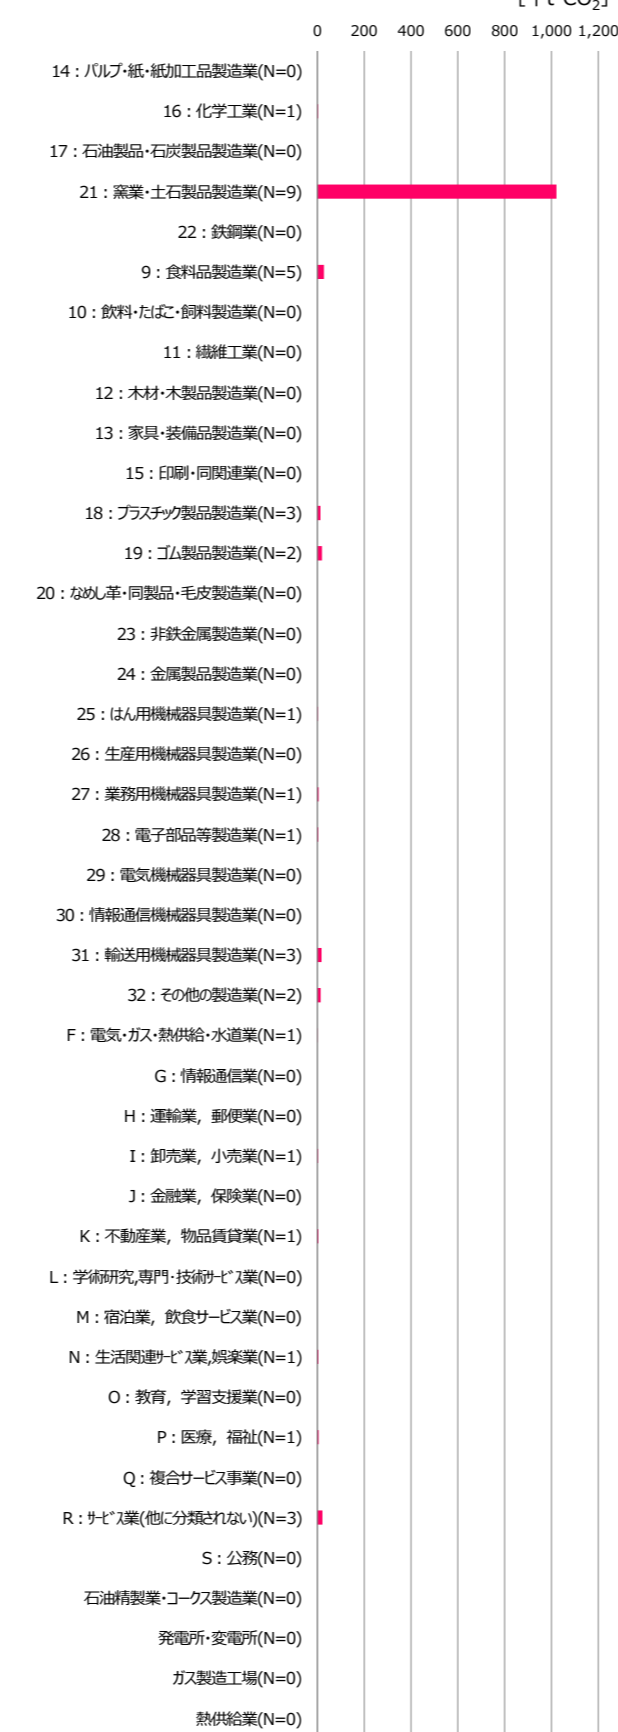 0 200 400 600 800 1,000 1,200
14：パルプ・紙・紙加工品製造業(N=0)
16：化学工業(N=1)
17：石油製品・石炭製品製造業(N=0)
21：窯業・土石製品製造業(N=9)
22：鉄鋼業(N=0)
9：食料品製造業(N=5)
10：飲料・たばこ・飼料製造業(N=0)
11：繊維工業(N=0)
12：木材・木製品製造業(N=0)
13：家具・装備品製造業(N=0)
15：印刷・同関連業(N=0)
18：プラスチック製品製造業(N=3)
19：ゴム製品製造業(N=2)
20：なめし革・同製品・毛皮製造業(N=0)
23：非鉄金属製造業(N=0)
24：金属製品製造業(N=0)
25：はん用機械器具製造業(N=1)
26：生産用機械器具製造業(N=0)
27：業務用機械器具製造業(N=1)
28：電子部品等製造業(N=1)
29：電気機械器具製造業(N=0)
30：情報通信機械器具製造業(N=0)
31：輸送用機械器具製造業(N=3)
32：その他の製造業(N=2)
F：電気・ガス・熱供給・水道業(N=1)
G：情報通信業(N=0)
H：運輸業，郵便業(N=0)
I：卸売業，小売業(N=1)
J：金融業，保険業(N=0)
K：不動産業，物品賃貸業(N=1)
L：学術研究,専門・技術ｻｰﾋﾞｽ業(N=0)
M：宿泊業，飲食サービス業(N=0)
N：生活関連ｻｰﾋﾞｽ業,娯楽業(N=1)
O：教育，学習支援業(N=0)
P：医療，福祉(N=1)
Q：複合サービス事業(N=0)
R：ｻｰﾋﾞｽ業(他に分類されない)(N=3)
S：公務(N=0)
石油精製業・コークス製造業(N=0)
発電所・変電所(N=0)
ガス製造工場(N=0)
熱供給業(N=0)